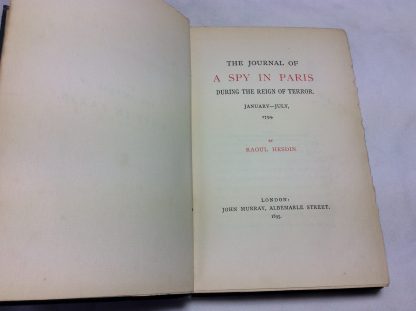 THE JOURNAL OF
A SPY IN PARIS
DURING THE REIGN OF TERROR.
JANUARY—JULY,
1794.
BY
RAOUL HESDIN.
LONDON:
JOHN MURRAY, ALBEMARLE STREET.
1895.